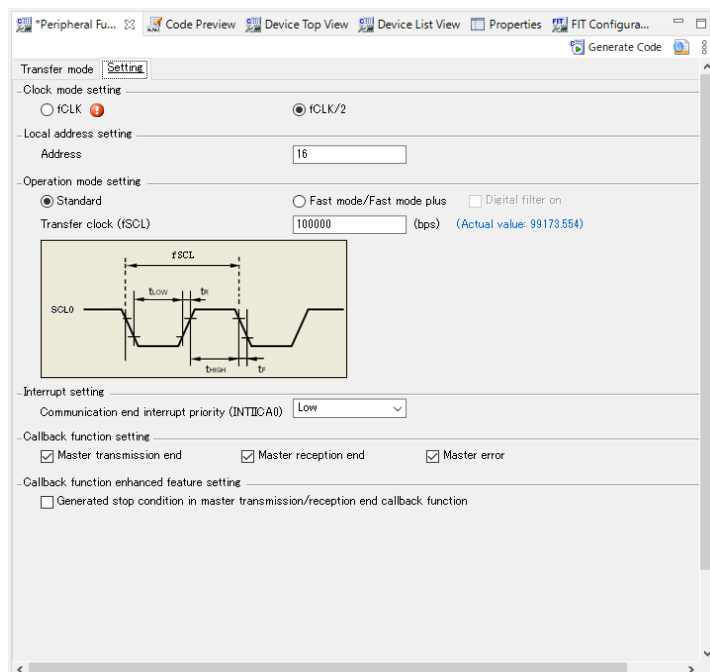 *Peripheral Fu... Code Preview Device Top View Device List View Properties FIT Configura...
Generate Code
Transfer mode Setting
Clock mode setting
fCLK fCLK/2
Local address setting
Address 16
Operation mode setting
Standard Fast mode/Fast mode plus Digital filter on
Transfer clock (fSCL) 100000 (bps) (Actual value: 99173.554)
fSCL
tLOW tR
SCL0
tHIGH tF
Interrupt setting
Communication end interrupt priority (INTIICA0) Low
Callback function setting
Master transmission end Master reception end Master error
Callback function enhanced feature setting
Generated stop condition in master transmission/reception end callback function